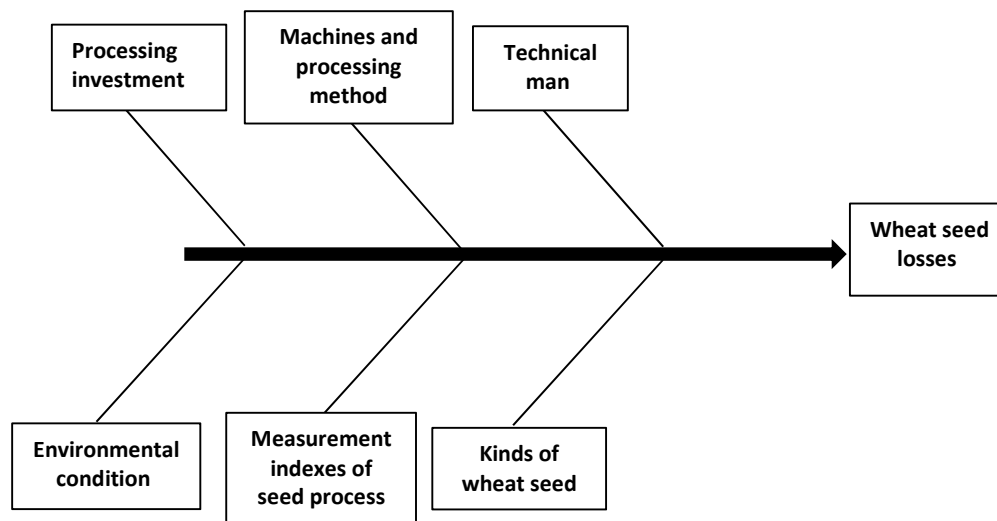 Processing
investment
Machines and
processing
method
Technical
man
Wheat seed
losses
Environmental
condition
Measurement
indexes of
seed process
Kinds of
wheat seed